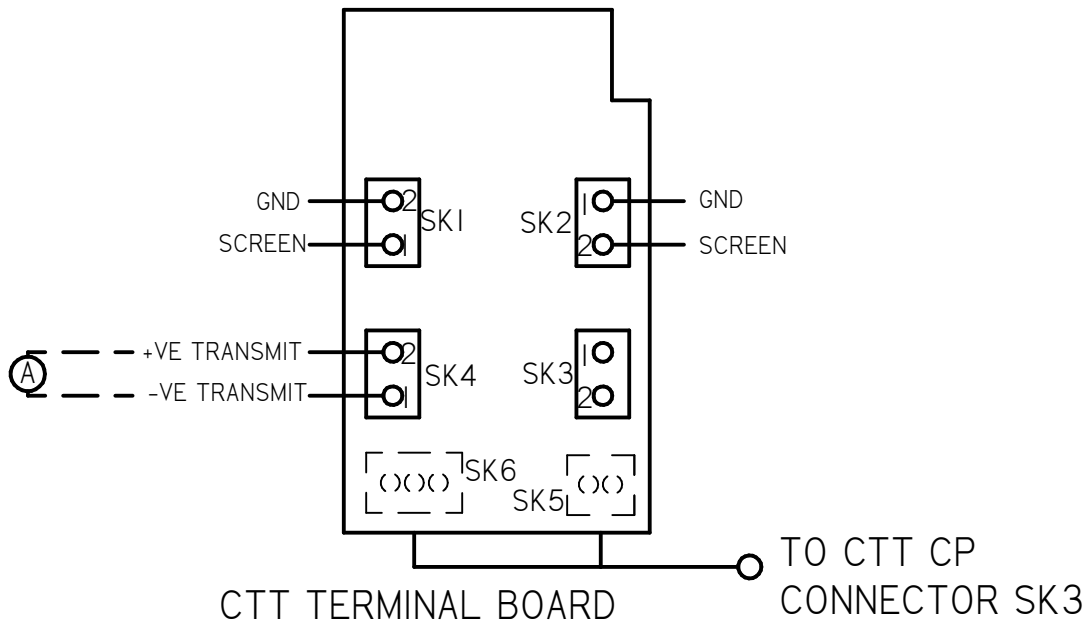 GND
2
SK1
SCREEN
1
SK2
1
GND
2
SCREEN
+VE TRANSMIT
2
SK4
A
-VE TRANSMIT
1
SK3
1
2
SK6
SK5
TO CTT CP
CONNECTOR SK3
CTT TERMINAL BOARD